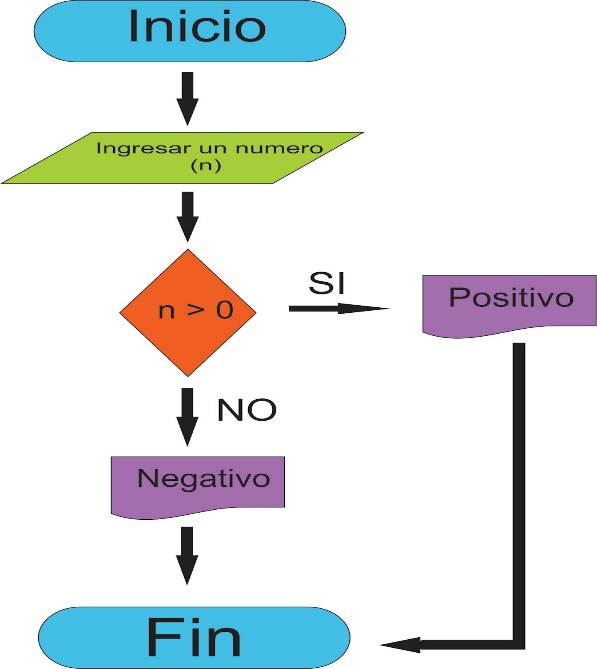 Inicio
Ingresar un numero
(n)
n > 0
SI
Positivo
NO
Negativo
Fin